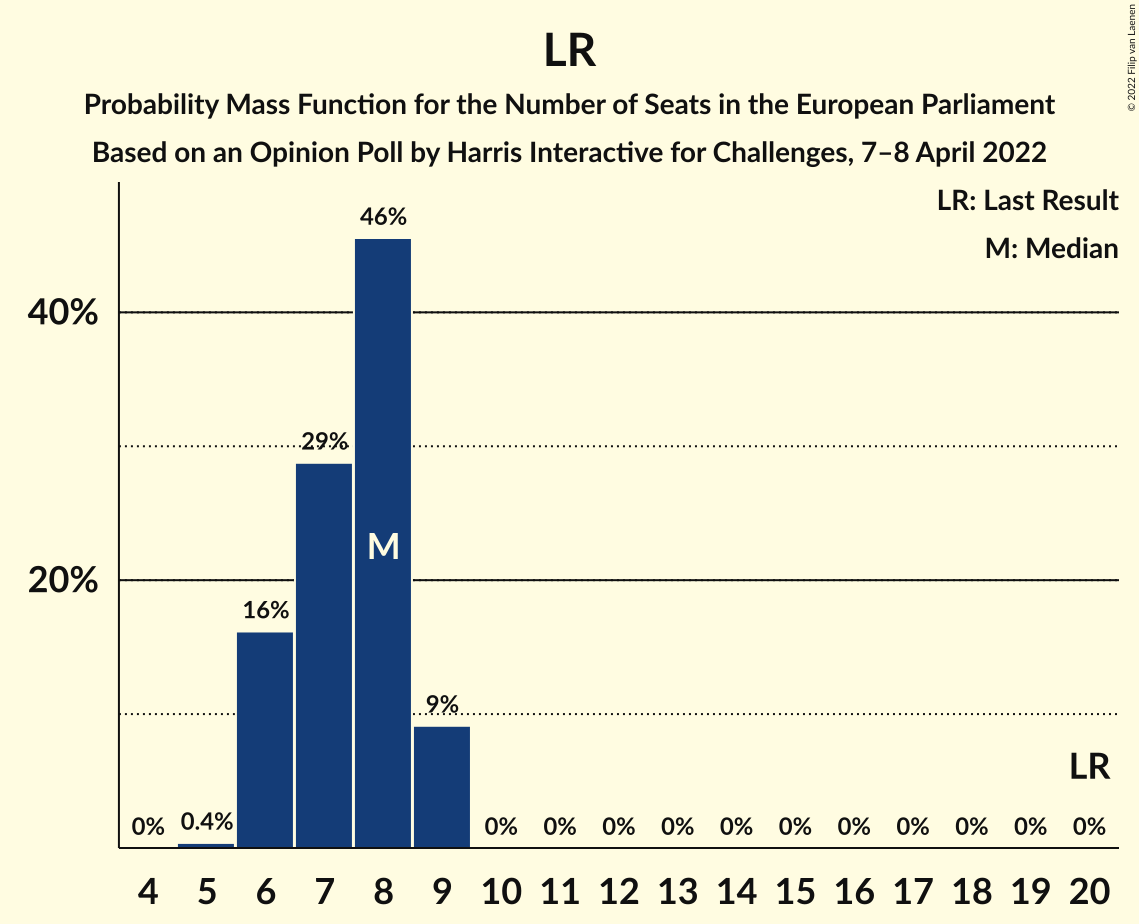 LR
Probability Mass Function for the Number of Seats in the European Parliament
Based on an Opinion Poll by Harris Interactive for Challenges, 7–8 April 2022
© 2022 Filip van Laenen
LR: Last Result
M: Median
46%
40%
29%
M
20%
16%
9%
LR
0% 0.4% 0% 0% 0% 0% 0% 0% 0% 0% 0% 0% 0%
4 5 6 7 8 9 10 11 12 13 14 15 16 17 18 19 20